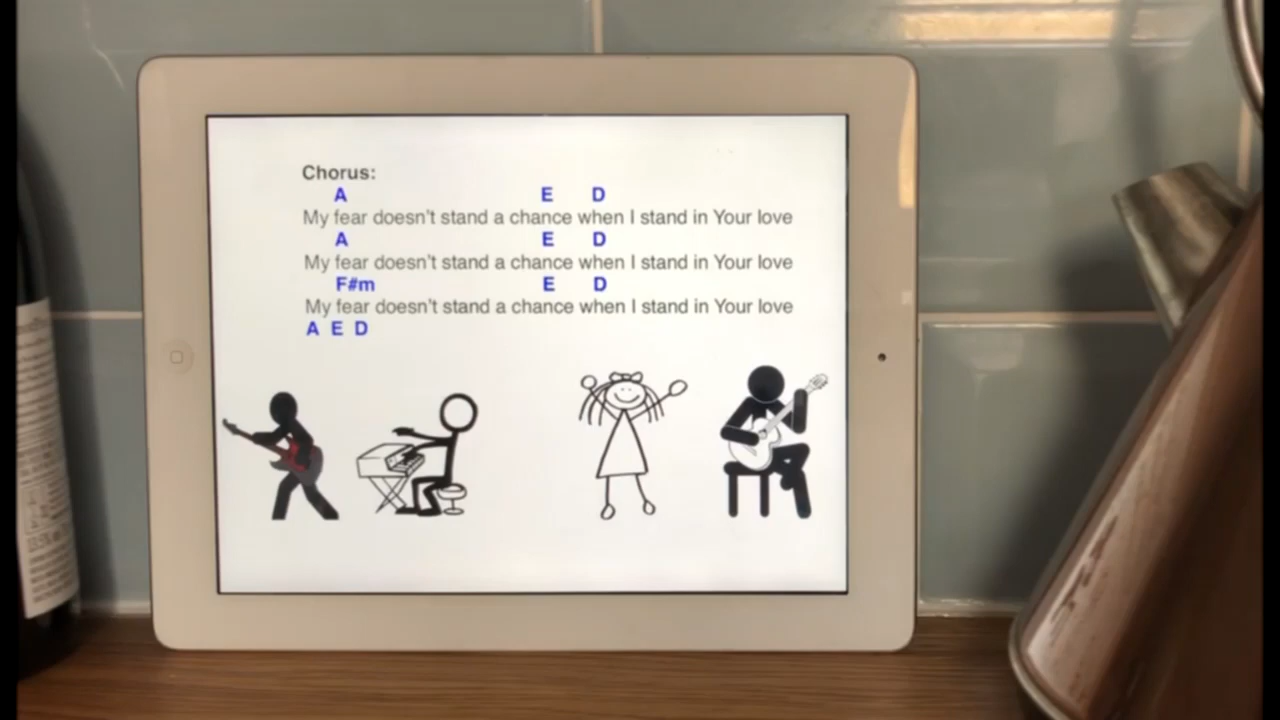 Chorus:
A E D
My fear doesn't stand a chance when I stand in Your love
A E D
My fear doesn't stand a chance when I stand in Your love
F#m E D
My fear doesn't stand a chance when I stand in Your love
A E D